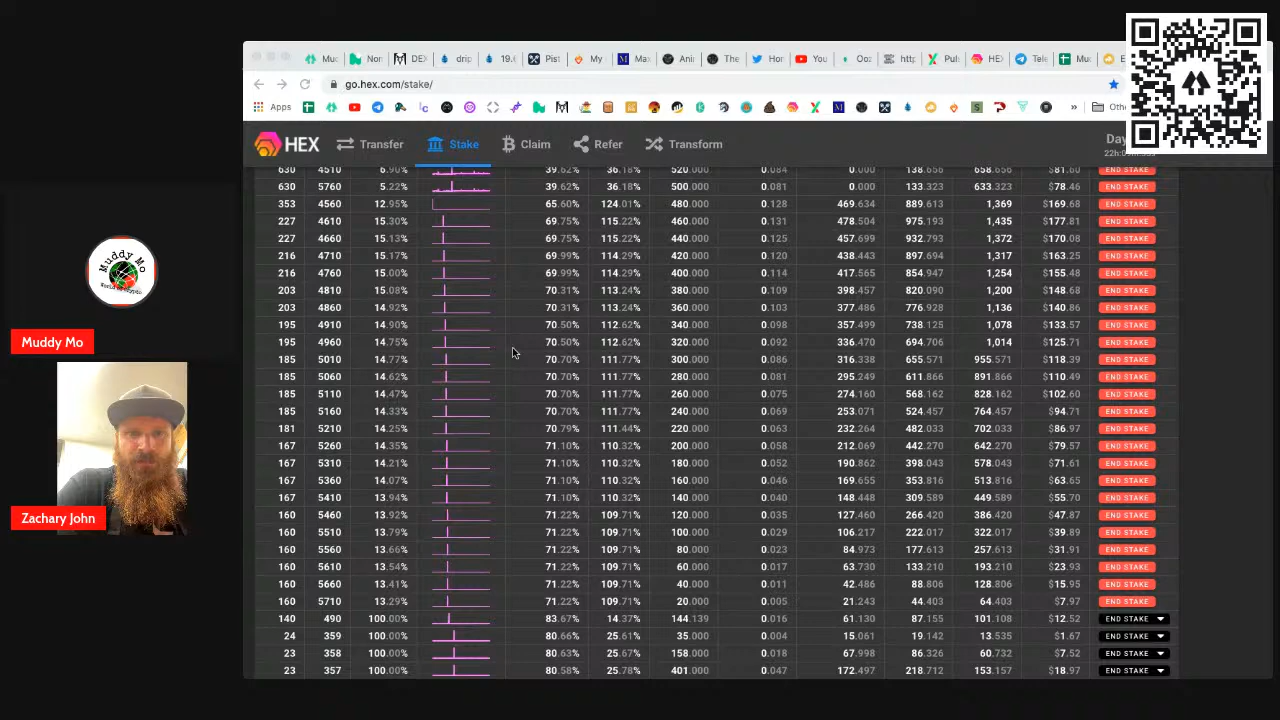 Muc
Nor
DEX
drip
19.0
Pist
My
Ma
Ani
The
Hor
You
Ooz
http
Pul
HEX
Tele
Mu
go.hex.com/stake/
Apps
Othe
HEX Transfer Stake Claim Refer Transform Day
630 4510 6.90% 39.62% 36.18% 520.000 0.084 0.000 138.656 658.656 $81.60 END STAKE
630 5760 5.22% 39.62% 36.18% 500.000 0.081 0.000 133.323 633.323 $78.46 END STAKE
353 4560 12.95% 65.60% 124.01% 480.000 0.128 469.634 889.613 1,369 $169.68 END STAKE
227 4610 15.30% 69.75% 115.22% 460.000 0.131 478.504 975.193 1,435 $177.81 END STAKE
227 4660 15.13% 69.75% 115.22% 440.000 0.125 457.699 932.793 1,372 $170.08 END STAKE
216 4710 15.17% 69.99% 114.29% 420.000 0.120 438.443 897.694 1,317 $163.25 END STAKE
216 4760 15.00% 69.99% 114.29% 400.000 0.114 417.565 854.947 1,254 $155.48 END STAKE
203 4810 15.08% 70.31% 113.24% 380.000 0.109 398.457 820.090 1,200 $148.68 END STAKE
203 4860 14.92% 70.31% 113.24% 360.000 0.103 377.486 776.928 1,136 $140.86 END STAKE
195 4910 14.90% 70.50% 112.62% 340.000 0.098 357.499 738.125 1,078 $133.57 END STAKE
195 4960 14.75% 70.50% 112.62% 320.000 0.092 336.470 694.706 1,014 $125.71 END STAKE
185 5010 14.77% 70.70% 111.77% 300.000 0.086 316.338 655.571 955.571 $118.39 END STAKE
185 5060 14.62% 70.70% 111.77% 280.000 0.081 295.249 611.866 891.866 $110.49 END STAKE
185 5110 14.47% 70.70% 111.77% 260.000 0.075 274.160 568.162 828.162 $102.60 END STAKE
185 5160 14.33% 70.70% 111.77% 240.000 0.069 253.071 524.457 764.457 $94.71 END STAKE
181 5210 14.25% 70.79% 111.44% 220.000 0.063 232.264 482.033 702.033 $86.97 END STAKE
167 5260 14.35% 71.10% 110.32% 200.000 0.058 212.069 442.270 642.270 $79.57 END STAKE
167 5310 14.21% 71.10% 110.32% 180.000 0.052 190.862 398.043 578.043 $71.61 END STAKE
167 5360 14.07% 71.10% 110.32% 160.000 0.046 169.655 353.816 513.816 $63.65 END STAKE
167 5410 13.94% 71.10% 110.32% 140.000 0.040 148.448 309.589 449.589 $55.70 END STAKE
160 5460 13.92% 71.22% 109.71% 120.000 0.035 127.460 266.420 386.420 $47.87 END STAKE
160 5510 13.79% 71.22% 109.71% 100.000 0.029 106.217 222.017 322.017 $39.89 END STAKE
160 5560 13.66% 71.22% 109.71% 80.000 0.023 84.973 177.613 257.613 $31.91 END STAKE
160 5610 13.54% 71.22% 109.71% 60.000 0.017 63.730 133.210 193.210 $23.93 END STAKE
160 5660 13.41% 71.22% 109.71% 40.000 0.011 42.486 88.806 128.806 $15.95 END STAKE
160 5710 13.29% 71.22% 109.71% 20.000 0.006 21.243 44.403 64.403 $7.97 END STAKE
140 490 100.00% 83.67% 14.37% 144.139 0.016 61.130 87.155 101.108 $12.52 END STAKE
24 359 100.00% 80.66% 25.61% 35.000 0.004 15.061 19.142 13.535 $1.67 END STAKE
23 358 100.00% 80.63% 25.67% 158.000 0.018 67.998 86.326 60.732 $7.52 END STAKE
23 357 100.00% 80.58% 25.78% 401.000 0.047 172.497 218.712 153.157 $18.97 END STAKE
Muddy Mo
Muddy Mo
Zachary John